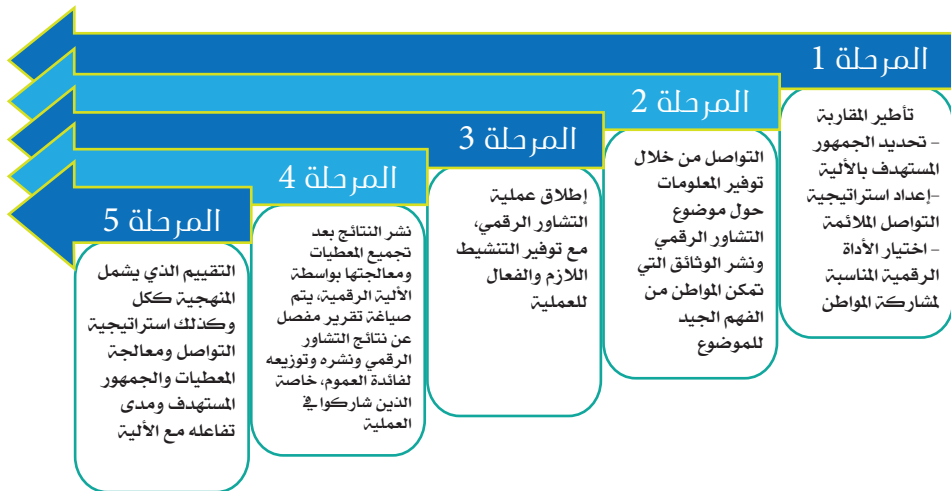 المرحلة 1
تأطير المقاربة
- تحديد الجمهور
المستهدف بالألية
-إعداد استراتيجية
التواصل الملائمة
- اختيار الأداة
الرقمية المناسبة
لمشاركة المواطن
المرحلة 2
التواصل من خلال
توفير المعلومات
حول موضوع
التشاور الرقمي
ونشر الوثائق التي
تمكن المواطن من
الفهم الجيد
للموضوع
المرحلة 3
إطلاق عملية
التشاور الرقمي،
مع توفير التنشيط
اللازم والفعال
للعملية
المرحلة 4
نشر النتائج بعد
تجميع المعطيات
ومعالجتها بواسطة
الألية الرقمية، يتم
صياغة تقرير مفصل
عن نتائج التشاور
الرقمي ونشره وتوزيعه
لفائدة العموم، خاصة
الذين شاركوا في
العملية
المرحلة 5
التقييم الذي يشمل
المنهجية ككل
وكذلك استراتيجية
التواصل ومعالجة
المعطيات والجمهور
المستهدف ومدى
تفاعله مع الألية